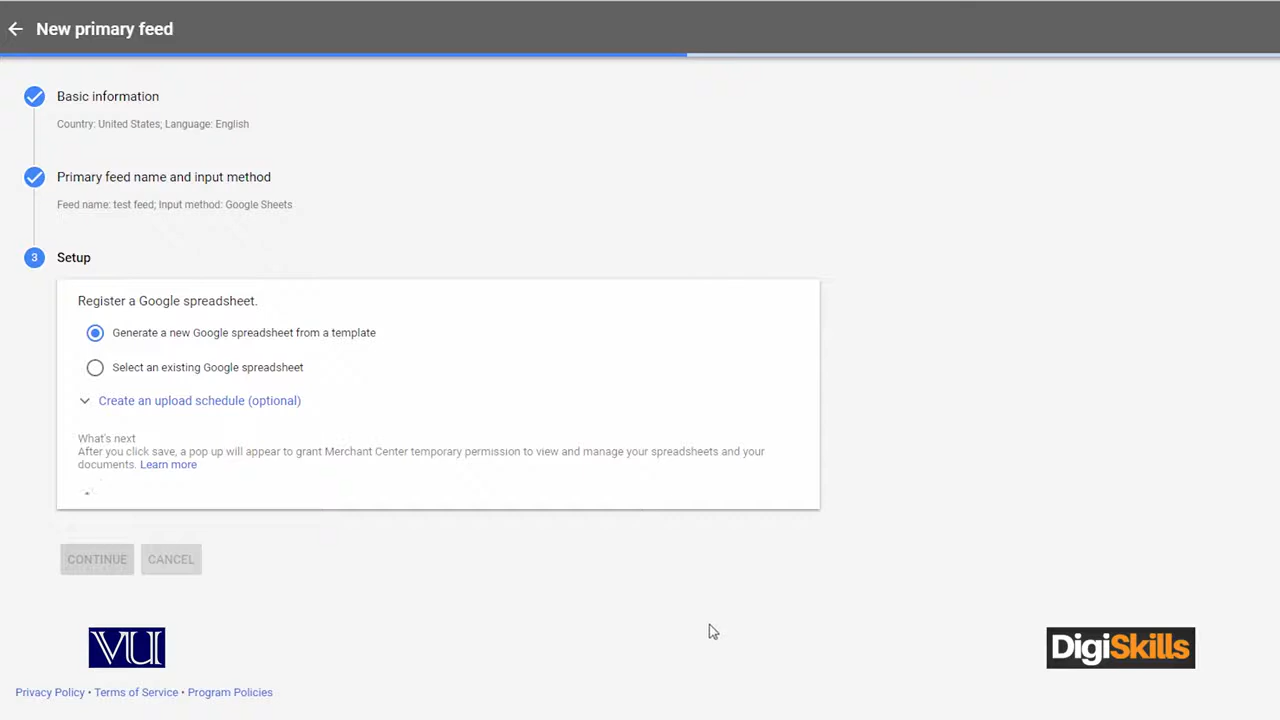 New primary feed
Basic information
Country: United States; Language: English
Primary feed name and input method
Feed name: test feed; Input method: Google Sheets
3 Setup
Register a Google spreadsheet.
Generate a new Google spreadsheet from a template
Select an existing Google spreadsheet
Create an upload schedule (optional)
What's next
After you click save, a pop up will appear to grant Merchant Center temporary permission to view and manage your spreadsheets and your
documents. Learn more
CONTINUE CANCEL
VU DigiSkills
Privacy Policy • Terms of Service • Program Policies